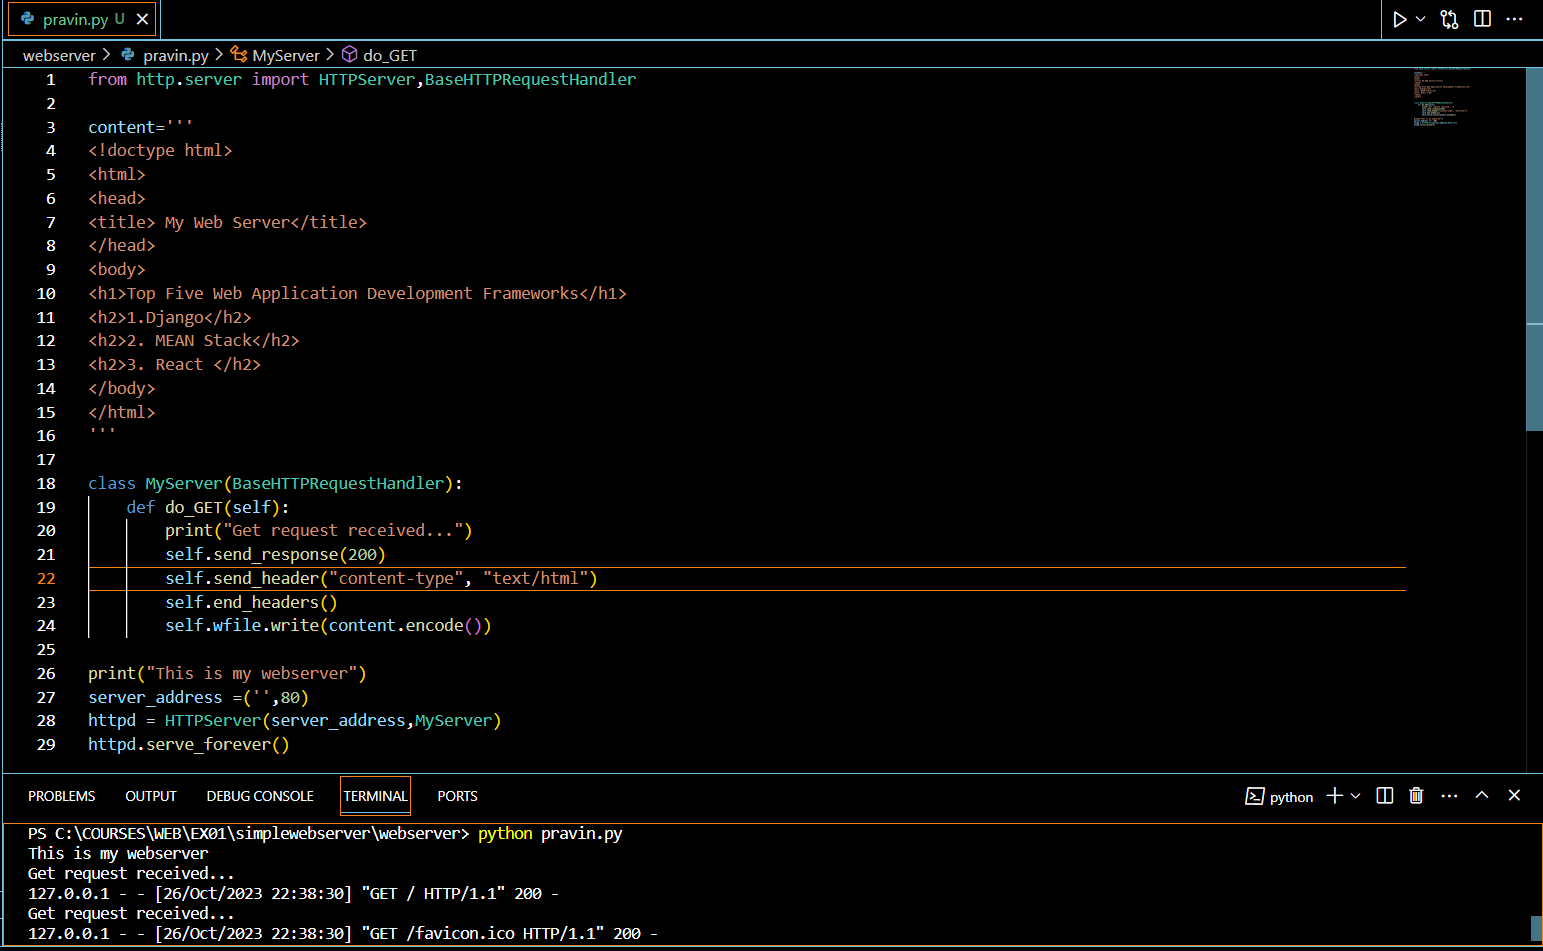 pravin.py U
webserver > pravin.py > MyServer > do_GET
1 from http.server import HTTPServer,BaseHTTPRequestHandler
2
3 content='''
4 <!doctype html>
5 <html>
6 <head>
7 <title> My Web Server</title>
8 </head>
9 <body>
10 <h1>Top Five Web Application Development Frameworks</h1>
11 <h2>1.Django</h2>
12 <h2>2. MEAN Stack</h2>
13 <h2>3. React </h2>
14 </body>
15 </html>
16 '''
17
18 class MyServer(BaseHTTPRequestHandler):
19     def do_GET(self):
20         print("Get request received...")
21         self.send_response(200)
22         self.send_header("content-type", "text/html")
23         self.end_headers()
24         self.wfile.write(content.encode())
25
26 print("This is my webserver")
27 server_address =('',80)
28 httpd = HTTPServer(server_address,MyServer)
29 httpd.serve_forever()
PROBLEMS OUTPUT DEBUG CONSOLE TERMINAL PORTS python
PS C:\COURSES\WEB\EX01\simplewebserver\webserver> python pravin.py
This is my webserver
Get request received...
127.0.0.1 - - [26/Oct/2023 22:38:30] "GET / HTTP/1.1" 200 -
Get request received...
127.0.0.1 - - [26/Oct/2023 22:38:30] "GET /favicon.ico HTTP/1.1" 200 -